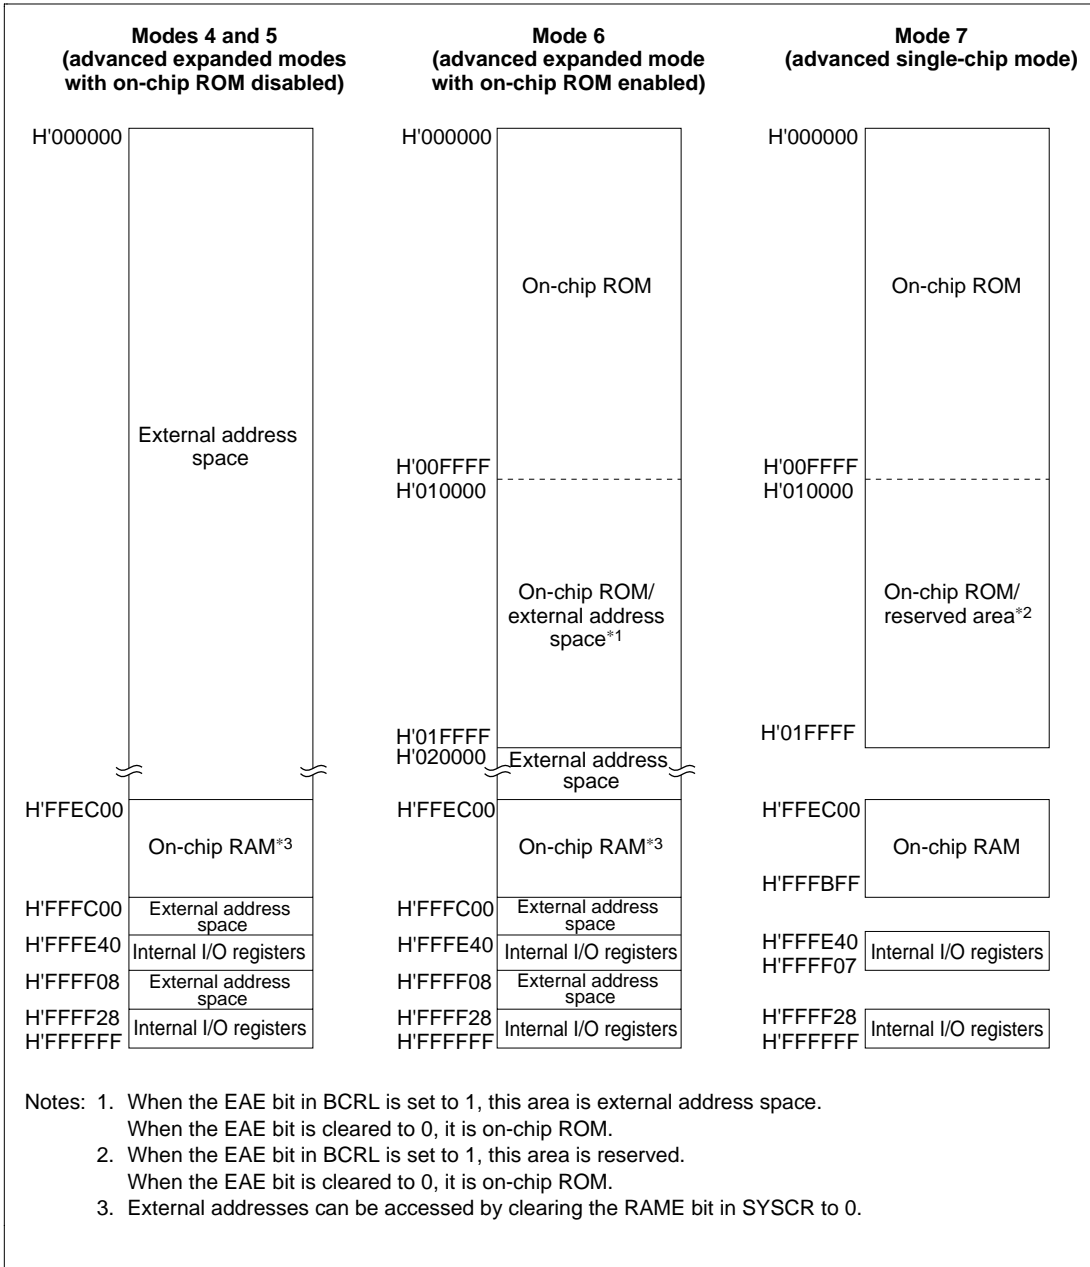 Modes 4 and 5
(advanced expanded modes
with on-chip ROM disabled)
H'000000
External address
space
H'FFEC00
On-chip RAM*3
H'FFFC00
External address
space
H'FFFE40
Internal I/O registers
H'FFFF08
External address
space
H'FFFF28
Internal I/O registers
H'FFFFFF
Mode 6
(advanced expanded mode
with on-chip ROM enabled)
H'000000
On-chip ROM
H'00FFFF
H'010000
On-chip ROM/
external address
space*1
H'01FFFF
H'020000
External address
space
H'FFEC00
On-chip RAM*3
H'FFFC00
External address
space
H'FFFE40
Internal I/O registers
H'FFFF08
External address
space
H'FFFF28
Internal I/O registers
H'FFFFFF
Mode 7
(advanced single-chip mode)
H'000000
On-chip ROM
H'00FFFF
H'010000
On-chip ROM/
reserved area*2
H'01FFFF
H'FFEC00
On-chip RAM
H'FFFBFF
H'FFFE40
Internal I/O registers
H'FFFF07
H'FFFF28
Internal I/O registers
H'FFFFFF
Notes: 1. When the EAE bit in BCRL is set to 1, this area is external address space.
When the EAE bit is cleared to 0, it is on-chip ROM.
2. When the EAE bit in BCRL is set to 1, this area is reserved.
When the EAE bit is cleared to 0, it is on-chip ROM.
3. External addresses can be accessed by clearing the RAME bit in SYSCR to 0.